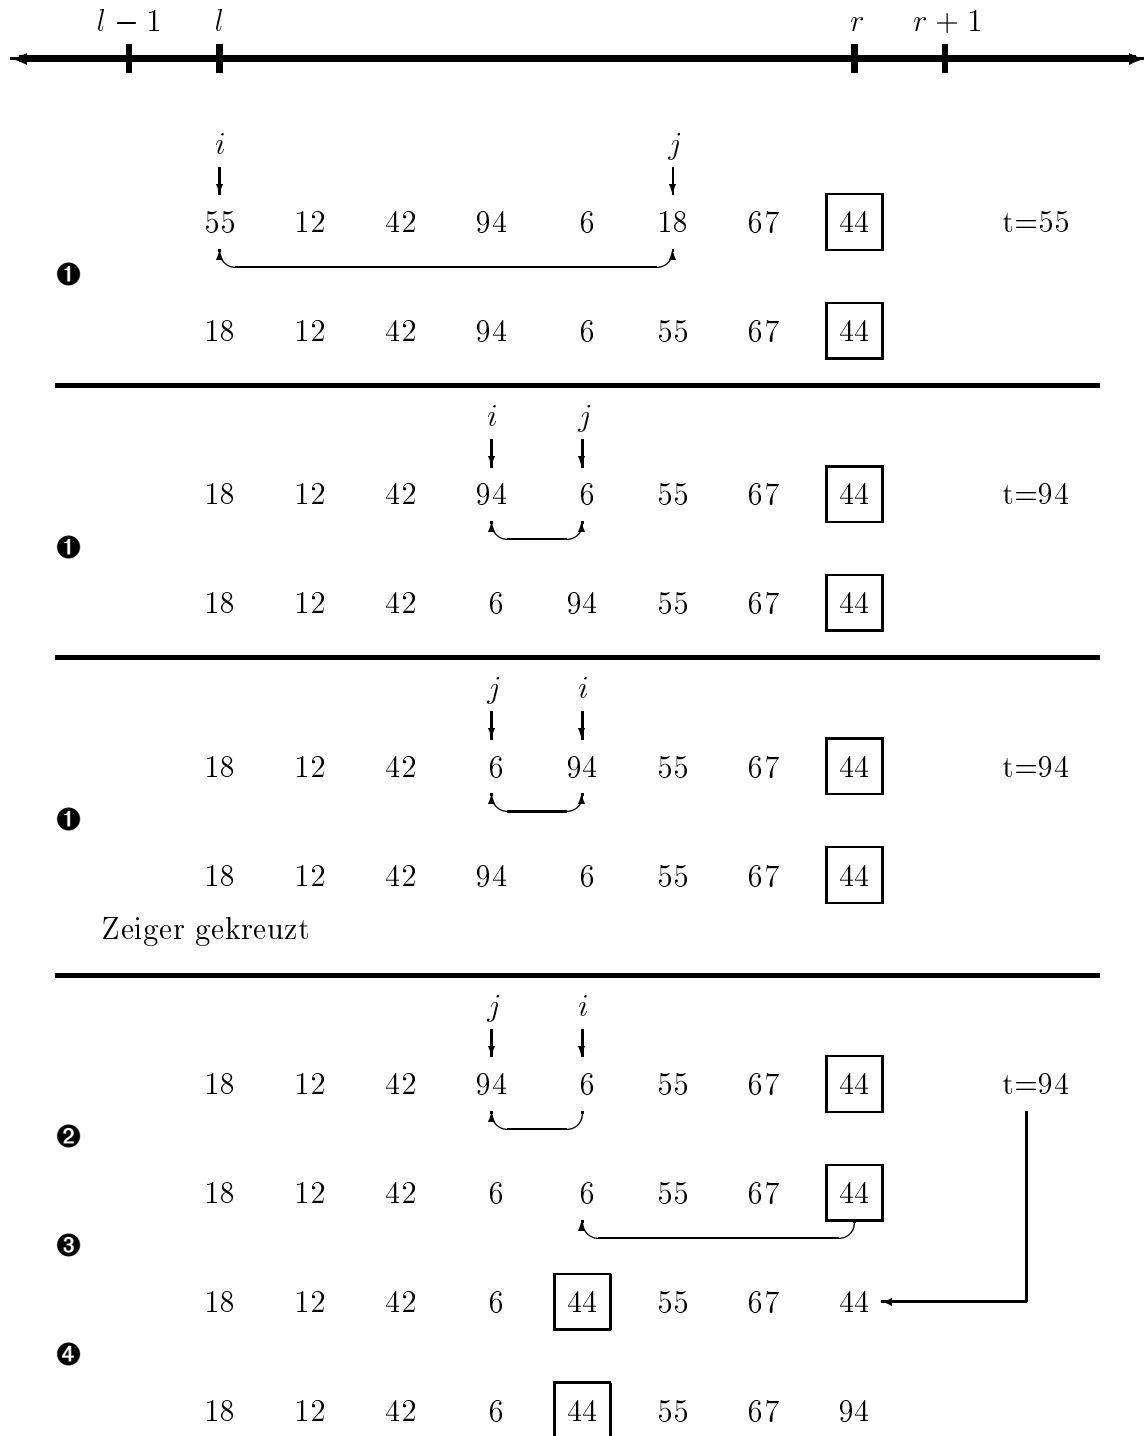 l − 1 l r r + 1
i j
55 12 42 94 6 18 67 44 t=55
❶
18 12 42 94 6 55 67 44
i j
18 12 42 94 6 55 67 44 t=94
❶
18 12 42 6 94 55 67 44
j i
18 12 42 6 94 55 67 44 t=94
❶
18 12 42 94 6 55 67 44
Zeiger gekreuzt
j i
18 12 42 94 6 55 67 44 t=94
❷
18 12 42 6 6 55 67 44
❸
18 12 42 6 44 55 67 44
❹
18 12 42 6 44 55 67 94